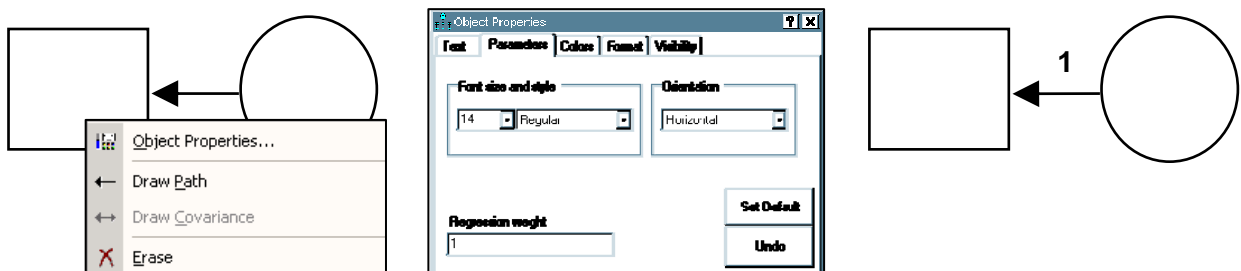 Object Properties...
Draw Path
Draw Covariance
Erase
Object Properties
Text Parameters Colors Format Visibility
Font size and style
Orientation
14 Regular
Horizontal
Set Default
Regression weght
1
Undo
1